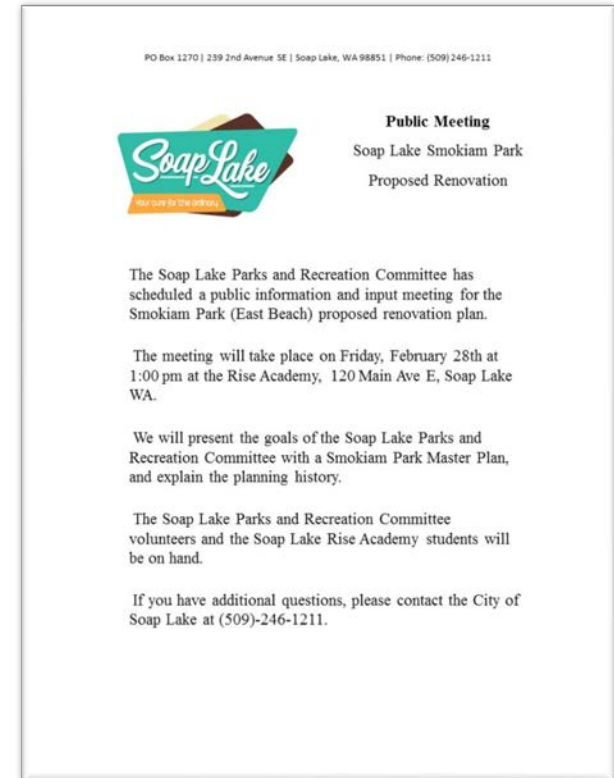 PO Box 1270 | 239 2nd Avenue SE | Soap Lake, WA 98851 | Phone: (509) 246-1211
Soap Lake
Your cure for the ordinary
Public Meeting
Soap Lake Smokiam Park
Proposed Renovation
The Soap Lake Parks and Recreation Committee has
scheduled a public information and input meeting for the
Smokiam Park (East Beach) proposed renovation plan.
The meeting will take place on Friday, February 28th at
1:00 pm at the Rise Academy, 120 Main Ave E, Soap Lake
WA.
We will present the goals of the Soap Lake Parks and
Recreation Committee with a Smokiam Park Master Plan,
and explain the planning history.
The Soap Lake Parks and Recreation Committee
volunteers and the Soap Lake Rise Academy students will
be on hand.
If you have additional questions, please contact the City of
Soap Lake at (509)-246-1211.